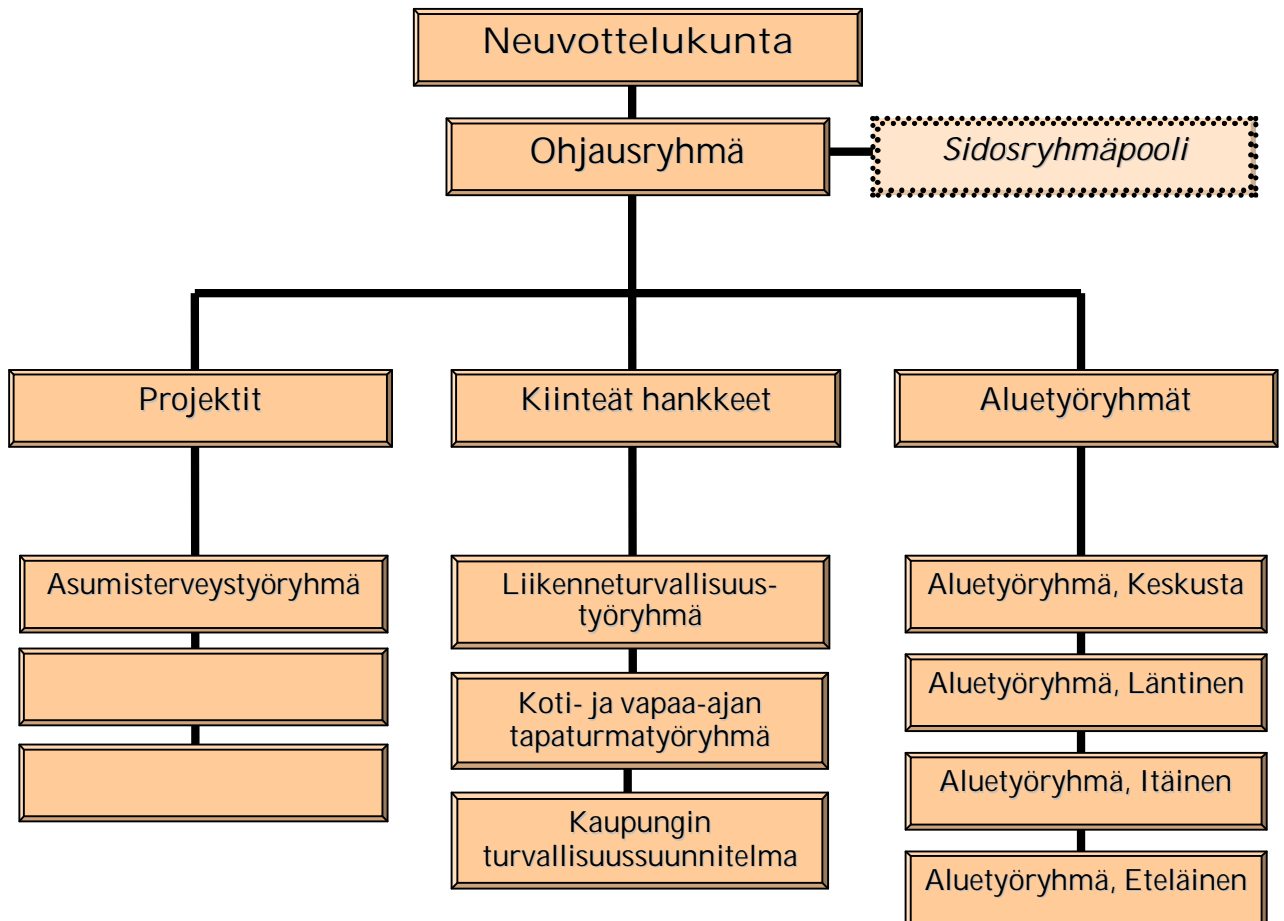 Neuvottelukunta
Ohjausryhmä
Sidosryhmäpooli
Projektit
Kiinteät hankkeet
Aluetyöryhmät
Asumisterveystyöryhmä
Liikenneturvallisuus-
työryhmä
Koti- ja vapaa-ajan
tapaturmatyöryhmä
Kaupungin
turvallisuussuunnitelma
Aluetyöryhmä, Keskusta
Aluetyöryhmä, Läntinen
Aluetyöryhmä, Itäinen
Aluetyöryhmä, Eteläinen